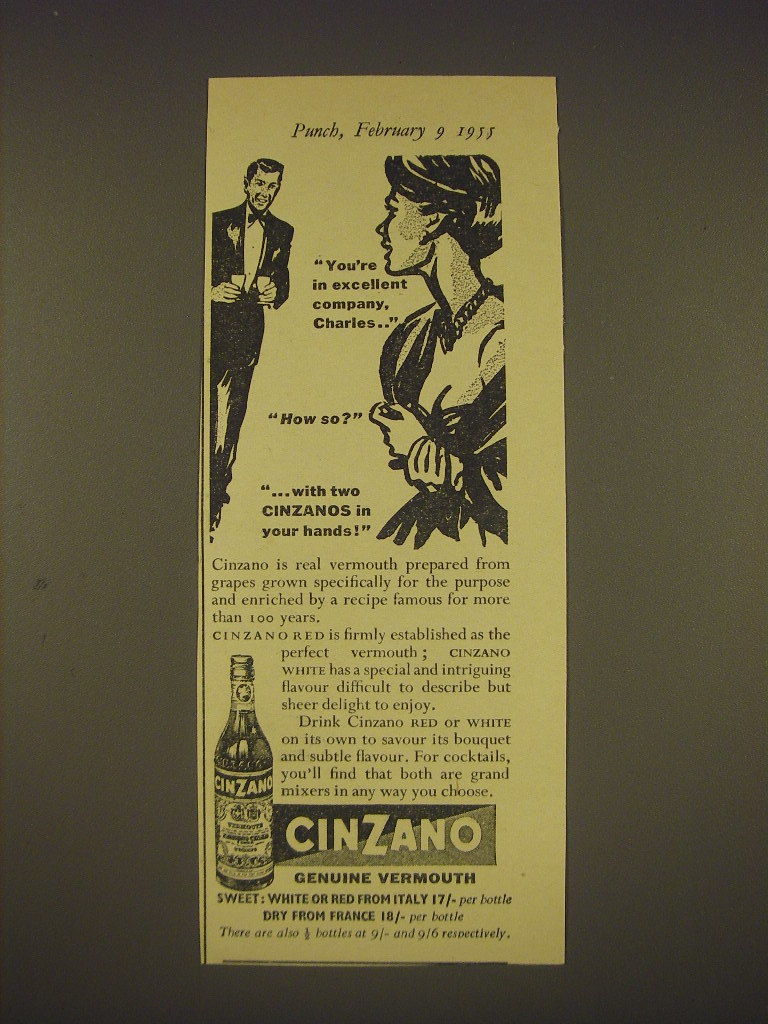 Punch, February 9 1955
"You're
in excellent
company,
Charles.."
"How so?"
"...with two
CINZANOS in
your hands!"
Cinzano is real vermouth prepared from
grapes grown specifically for the purpose
and enriched by a recipe famous for more
than 100 years.
CINZANO RED is firmly established as the
perfect vermouth; CINZANO
WHITE has a special and intriguing
flavour difficult to describe but
sheer delight to enjoy.
Drink Cinzano RED OR WHITE
on its own to savour its bouquet
and subtle flavour. For cocktails,
you'll find that both are grand
mixers in any way you choose.
CINZANO
VERMOUTH
CINZANO
GENUINE VERMOUTH
SWEET: WHITE OR RED FROM ITALY 17/- per bottle
DRY FROM FRANCE 18/- per bottle
There are also ½ bottles at 9/- and 9/6 respectively.